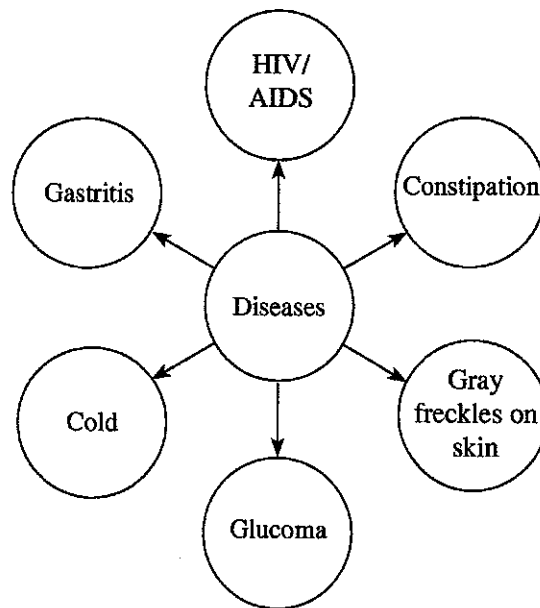 HIV/
AIDS
Gastritis
Constipation
Diseases
Cold
Gray
freckles on
skin
Glucoma